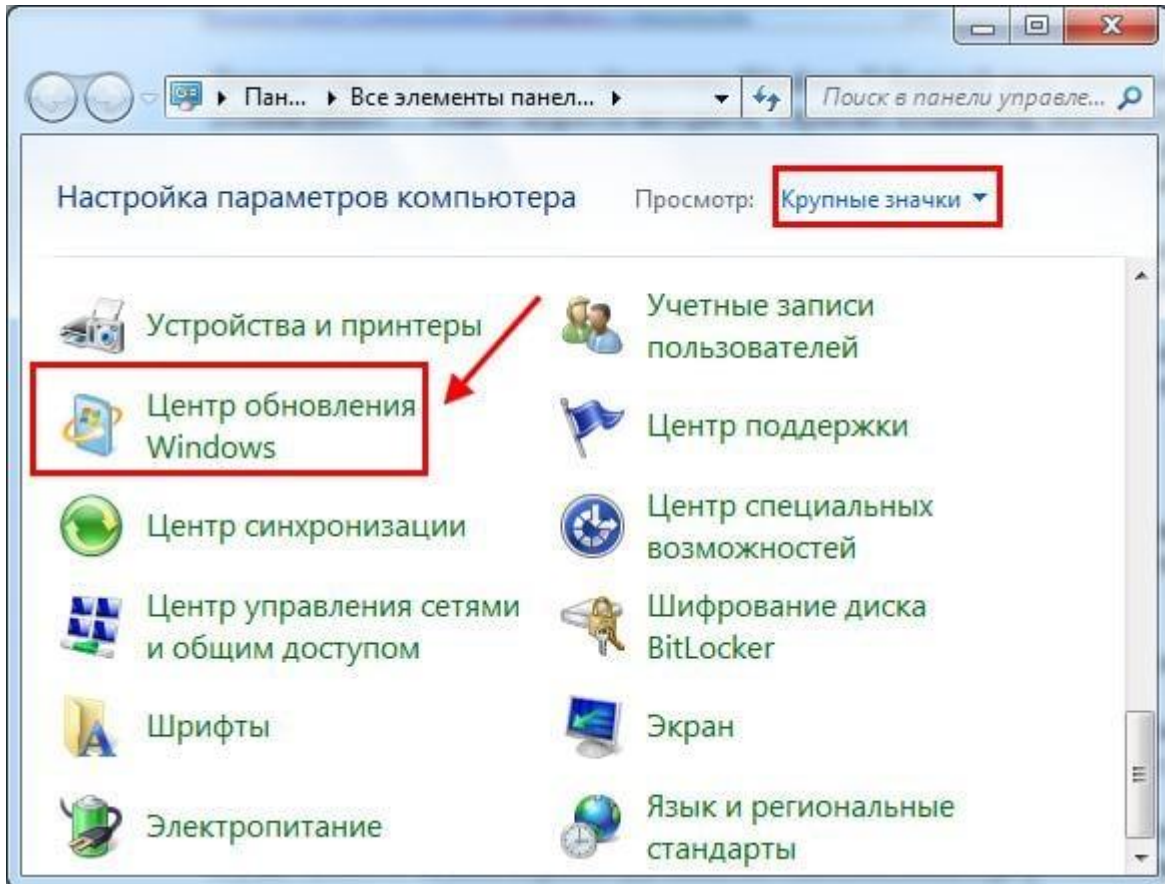 Пан... Все элементы панел... Поиск в панели управле...
Настройка параметров компьютера Просмотр: Крупные значки
Устройства и принтеры
Учетные записи
пользователей
Центр обновления
Windows
Центр поддержки
Центр синхронизации
Центр специальных
возможностей
Центр управления сетями
и общим доступом
Шифрование диска
BitLocker
Шрифты
Экран
Электропитание
Язык и региональные
стандарты